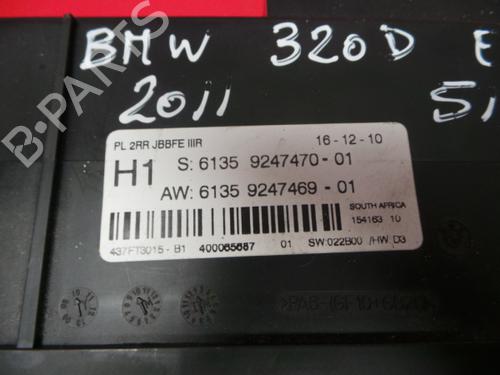 BMW 320D E
2011 51
PL 2RR JBBFE IIIR 16-12-10
H1 S: 6135 9247470-01
AW: 6135 9247469-01
SOUTH AFRICA
154163 10
437FT3015-B1 400065687 01 SW:022B00 /HW:D3
B-PARTS